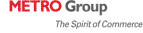 METRO Group
The Spirit of Commerce